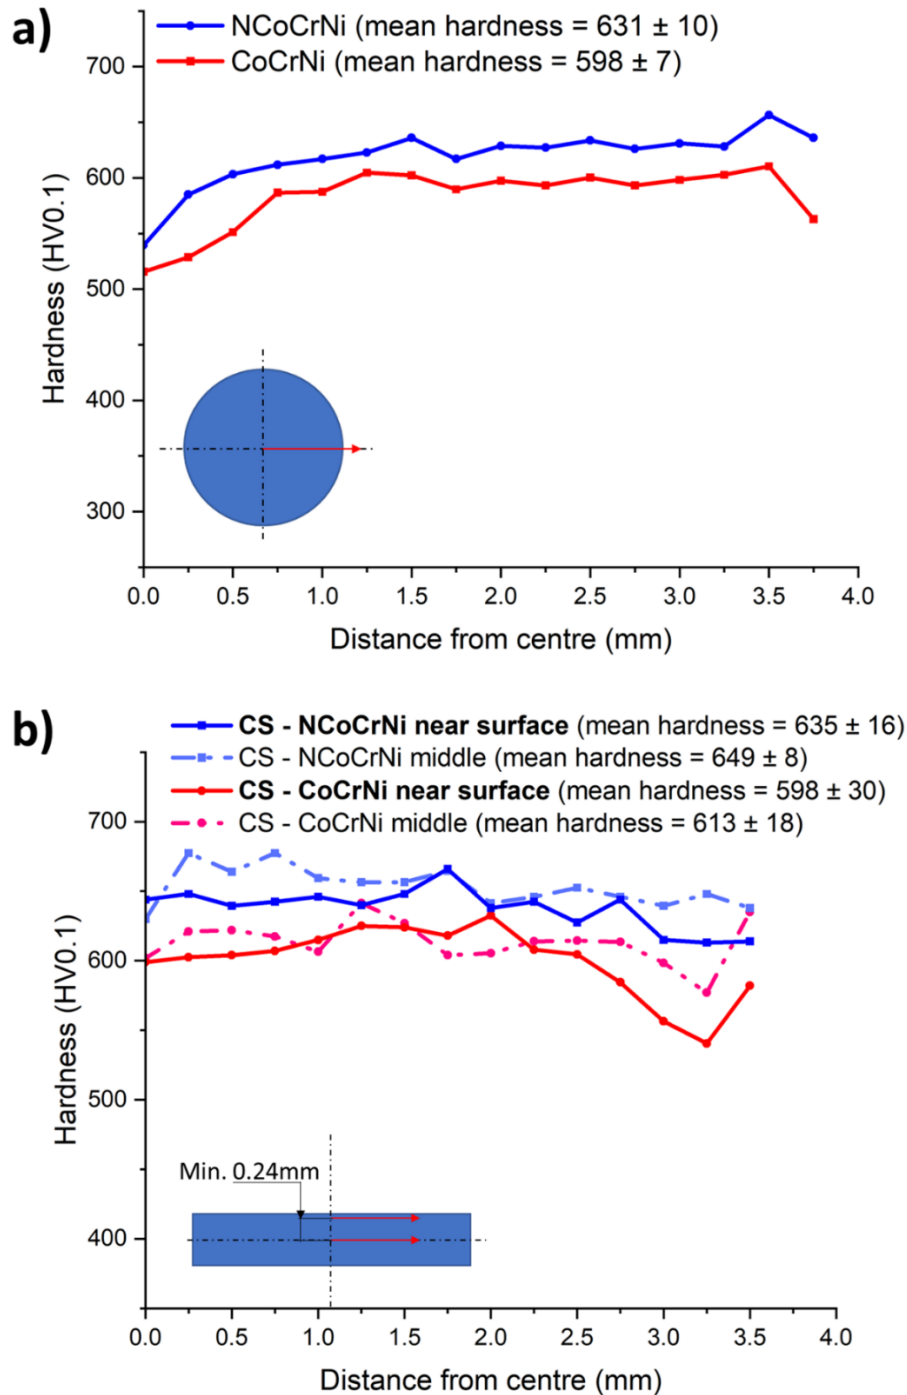 a)
NCoCrNi (mean hardness = 631 ± 10)
CoCrNi (mean hardness = 598 ± 7)
700
600
500
400
300
Hardness (HV0.1)
0.0 0.5 1.0 1.5 2.0 2.5 3.0 3.5 4.0
Distance from centre (mm)
b)
CS - NCoCrNi near surface (mean hardness = 635 ± 16)
CS - NCoCrNi middle (mean hardness = 649 ± 8)
CS - CoCrNi near surface (mean hardness = 598 ± 30)
CS - CoCrNi middle (mean hardness = 613 ± 18)
700
600
500
400
Hardness (HV0.1)
Min. 0.24mm
0.0 0.5 1.0 1.5 2.0 2.5 3.0 3.5 4.0
Distance from centre (mm)